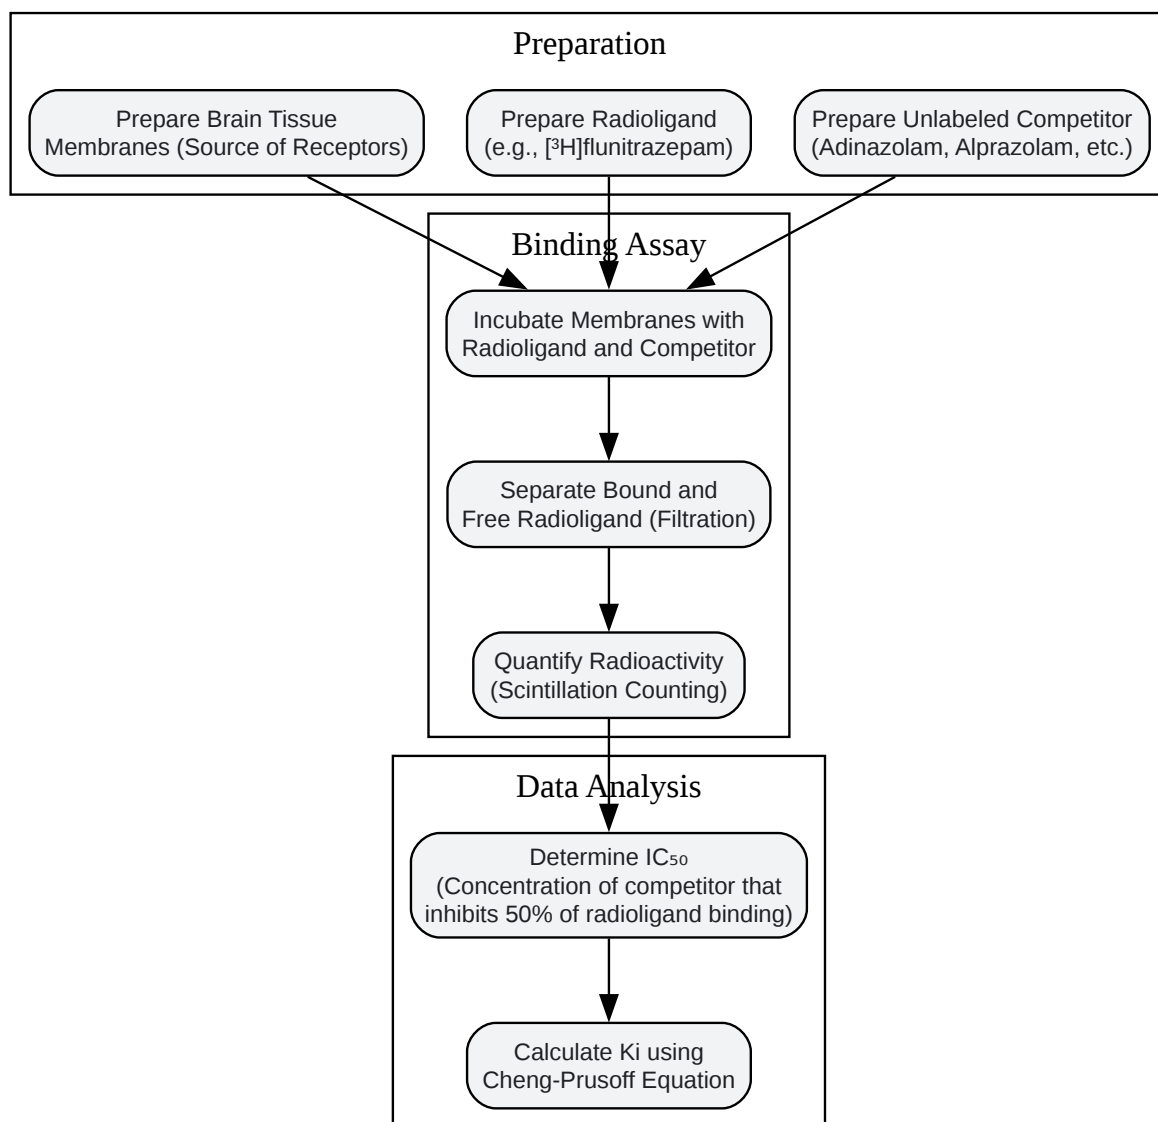 Preparation
Prepare Brain Tissue
Membranes (Source of Receptors)
Prepare Radioligand
(e.g., [³H]flunitrazepam)
Prepare Unlabeled Competitor
(Adinazolam, Alprazolam, etc.)
Binding Assay
Incubate Membranes with
Radioligand and Competitor
Separate Bound and
Free Radioligand (Filtration)
Quantify Radioactivity
(Scintillation Counting)
Data Analysis
Determine IC₅₀
(Concentration of competitor that
inhibits 50% of radioligand binding)
Calculate Ki using
Cheng-Prusoff Equation